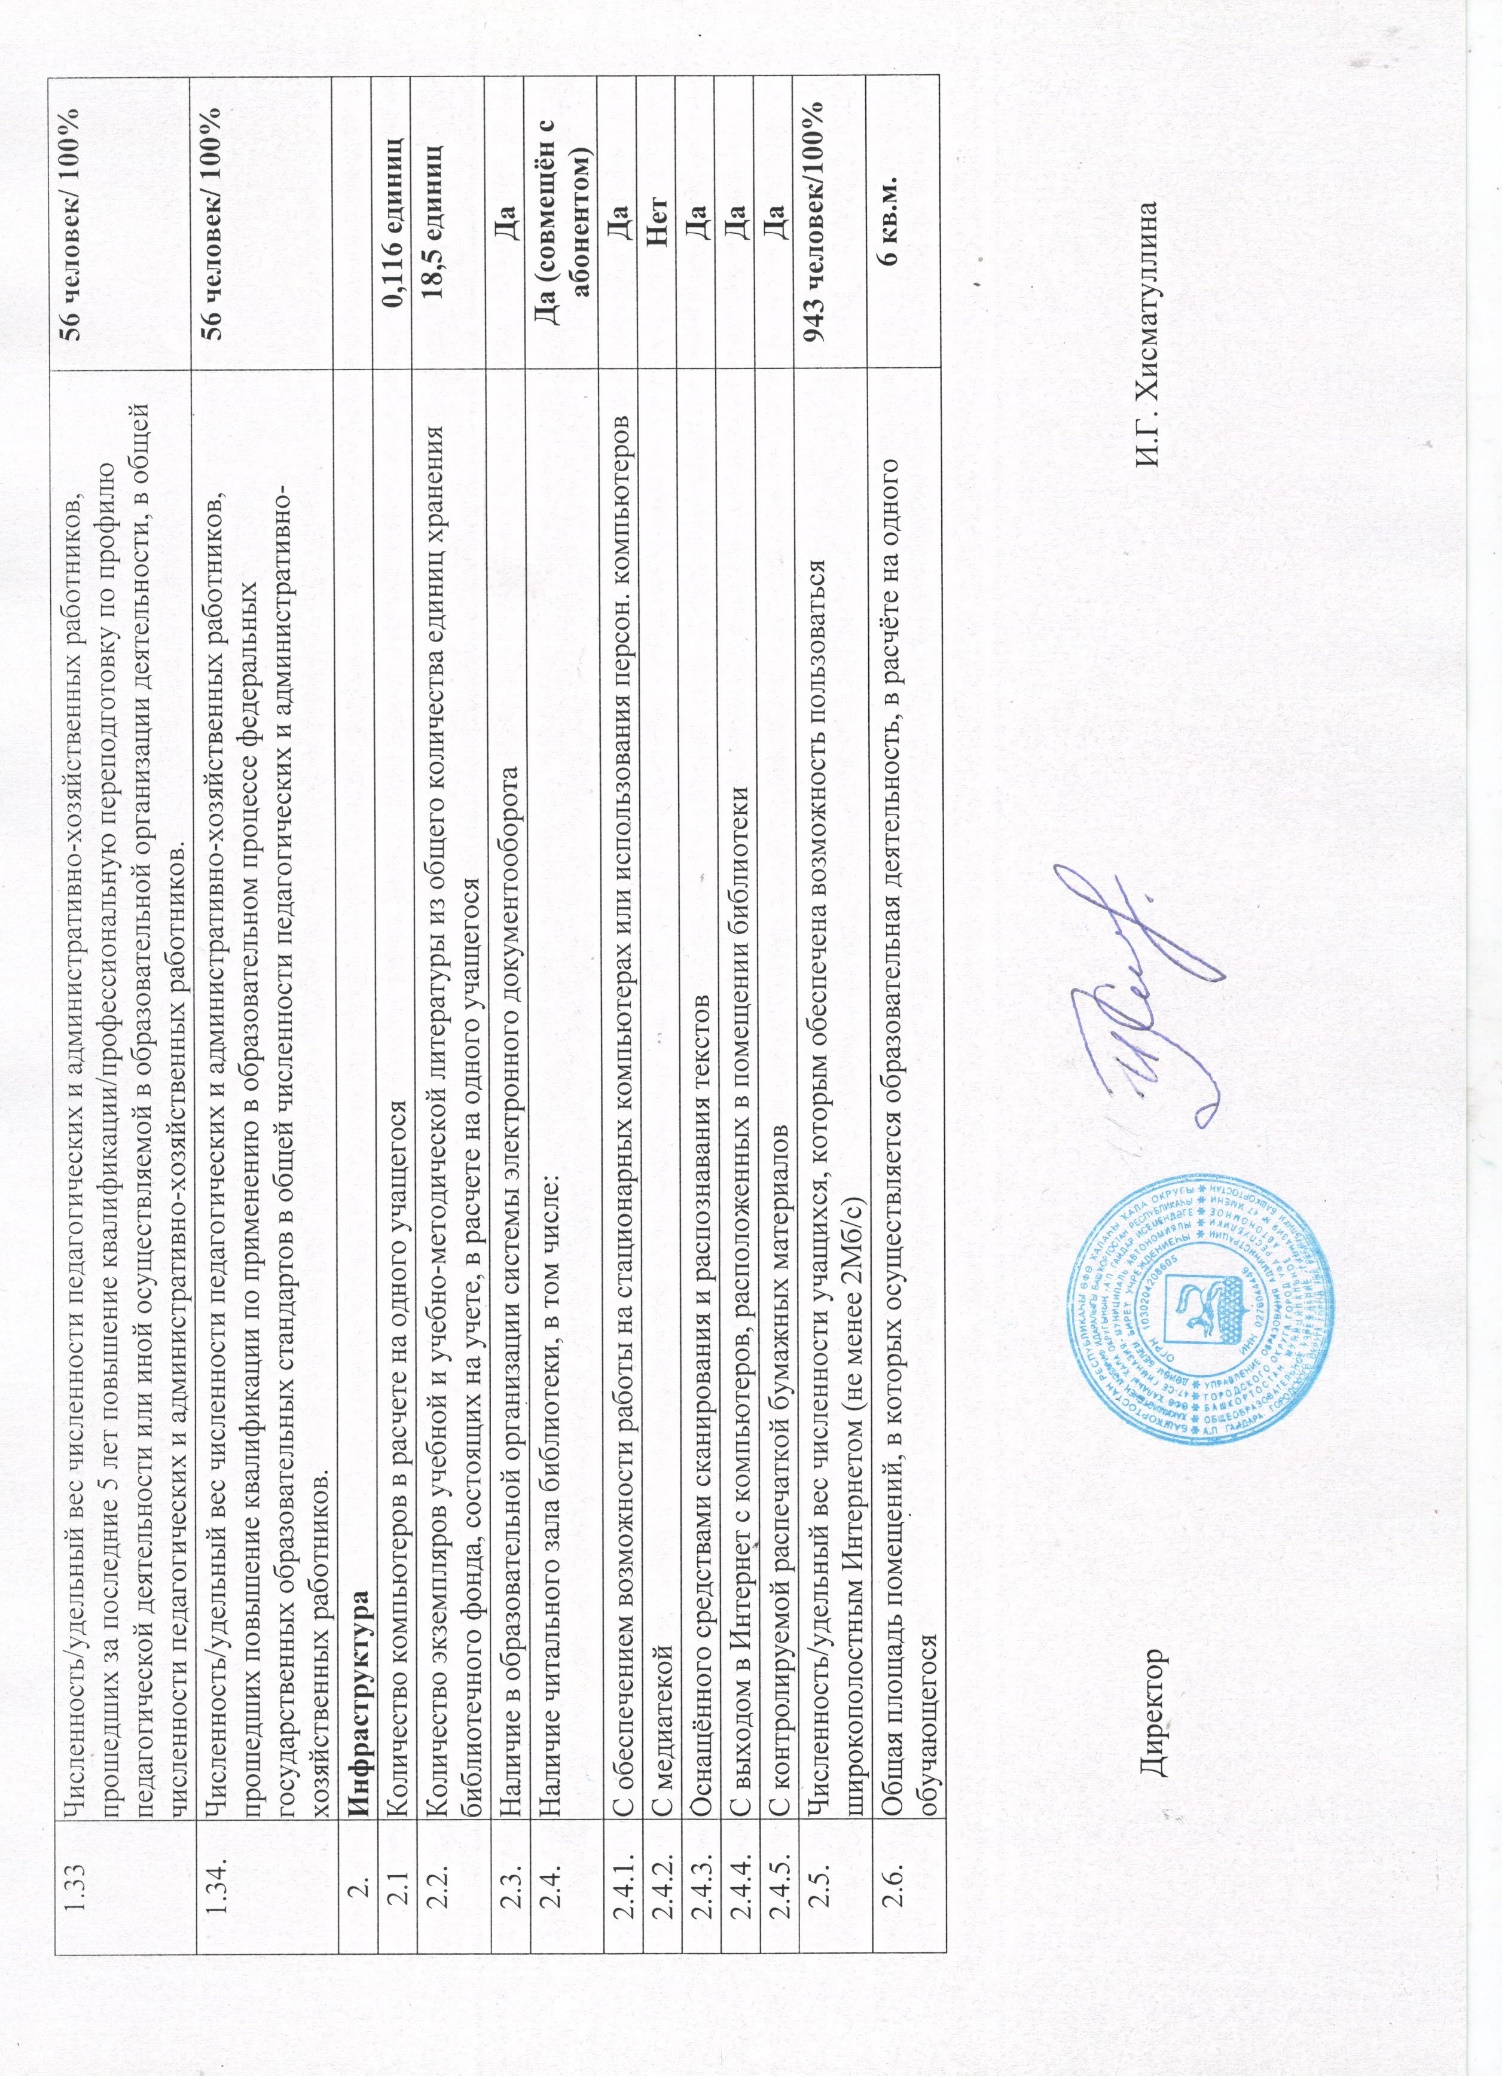 1.33
Численность/удельный вес численности педагогических и административно-хозяйственных работников,
прошедших за последние 5 лет повышение квалификации/профессиональную переподготовку по профилю
педагогической деятельности или иной осуществляемой в образовательной организации деятельности, в общей
численности педагогических и административно-хозяйственных работников.
56 человек/ 100%
1.34.
Численность/удельный вес численности педагогических и административно-хозяйственных работников,
прошедших повышение квалификации по применению в образовательном процессе федеральных
государственных образовательных стандартов в общей численности педагогических и административно-
хозяйственных работников.
56 человек/ 100%
2.
Инфраструктура
2.1
Количество компьютеров в расчете на одного учащегося
0,116 единиц
2.2.
Количество экземпляров учебной и учебно-методической литературы из общего количества единиц хранения
библиотечного фонда, состоящих на учете, в расчете на одного учащегося
18,5 единиц
2.3.
Наличие в образовательной организации системы электронного документооборота
Да
2.4.
Наличие читального зала библиотеки, в том числе:
Да (совмещён с
абонентом)
2.4.1.
С обеспечением возможности работы на стационарных компьютерах или использования персон. компьютеров
Да
2.4.2.
С медиатекой
Нет
2.4.3.
Оснащённого средствами сканирования и распознавания текстов
Да
2.4.4.
С выходом в Интернет с компьютеров, расположенных в помещении библиотеки
Да
2.4.5.
С контролируемой распечаткой бумажных материалов
Да
2.5.
Численность/удельный вес численности учащихся, которым обеспечена возможность пользоваться
широкополостным Интернетом (не менее 2Мб/с)
943 человек/100%
2.6.
Общая площадь помещений, в которых осуществляется образовательная деятельность, в расчёте на одного
обучающегося
6 кв.м.
Директор
И.Г. Хисматуллина
ОГРН 1030204208605